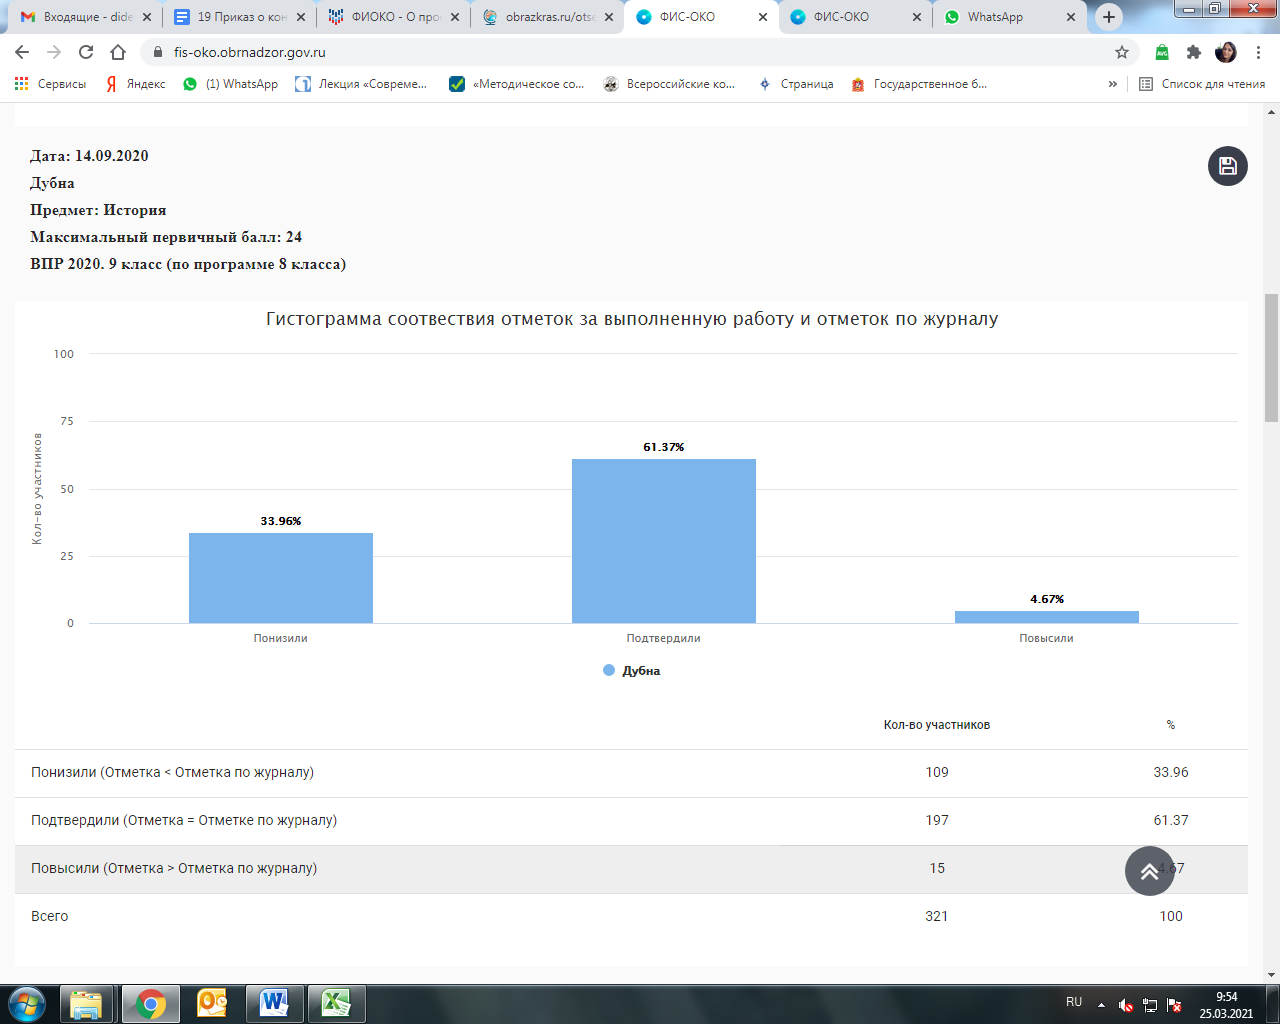 Входящие - dide
19 Приказ о кон
ФИОКО - О про
obrazkras.ru/otse
ФИС-ОКО
ФИС-ОКО
WhatsApp
fis-oko.obrnadzor.gov.ru
Сервисы
Яндекс
(1) WhatsApp
Лекция «Совреме...
«Методическое со...
Всероссийские ко...
Страница
Государственное б...
»
Список для чтения
Дата: 14.09.2020
Дубна
Предмет: История
Максимальный первичный балл: 24
ВПР 2020. 9 класс (по программе 8 класса)
Гистограмма соотвествия отметок за выполненную работу и отметок по журналу
Кол-во участников
100
75
50
25
0
33.96%
61.37%
4.67%
Понизили
Подтвердили
Повысили
Дубна
Кол-во участников %
Понизили (Отметка < Отметка по журналу) 109 33.96
Подтвердили (Отметка = Отметке по журналу) 197 61.37
Повысили (Отметка > Отметка по журналу) 15 4.67
Всего 321 100
RU
9:54
25.03.2021